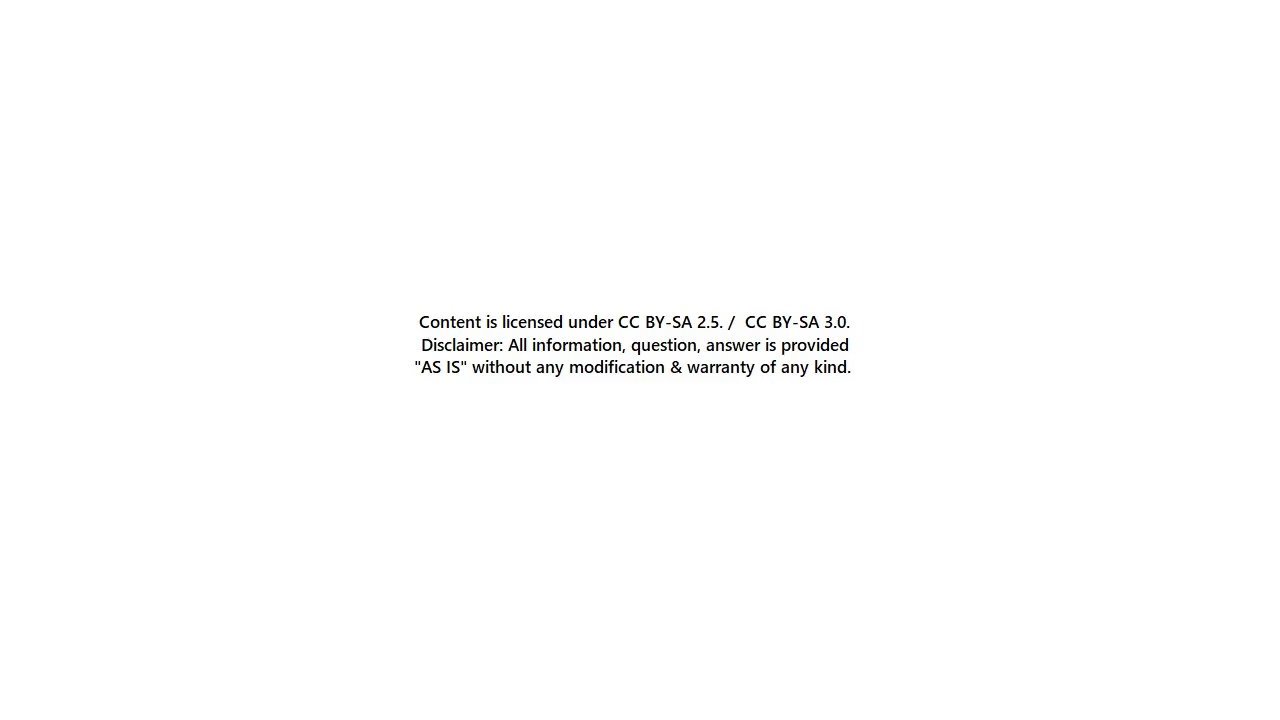 Content is licensed under CC BY-SA 2.5. /  CC BY-SA 3.0.
Disclaimer: All information, question, answer is provided
"AS IS" without any modification & warranty of any kind.